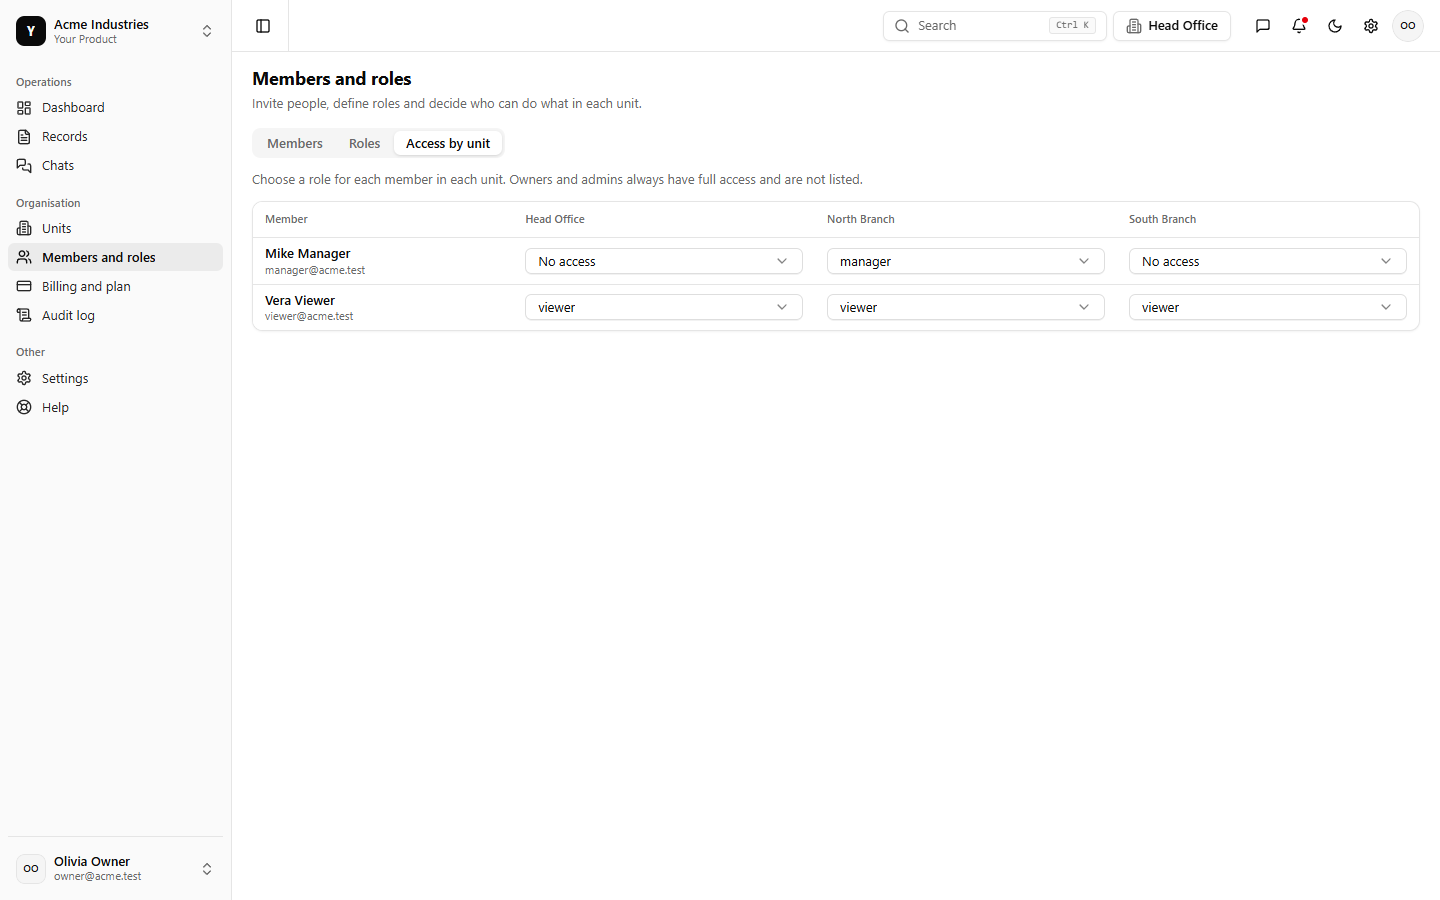 Y
Acme Industries
Your Product
Operations
Dashboard
Records
Chats
Organisation
Units
Members and roles
Billing and plan
Audit log
Other
Settings
Help
OO
Olivia Owner
owner@acme.test
Search
Ctrl K
Head Office
OO
Members and roles
Invite people, define roles and decide who can do what in each unit.
Members Roles Access by unit
Choose a role for each member in each unit. Owners and admins always have full access and are not listed.
Member Head Office North Branch South Branch
Mike Manager
manager@acme.test
No access manager No access
Vera Viewer
viewer@acme.test
viewer viewer viewer